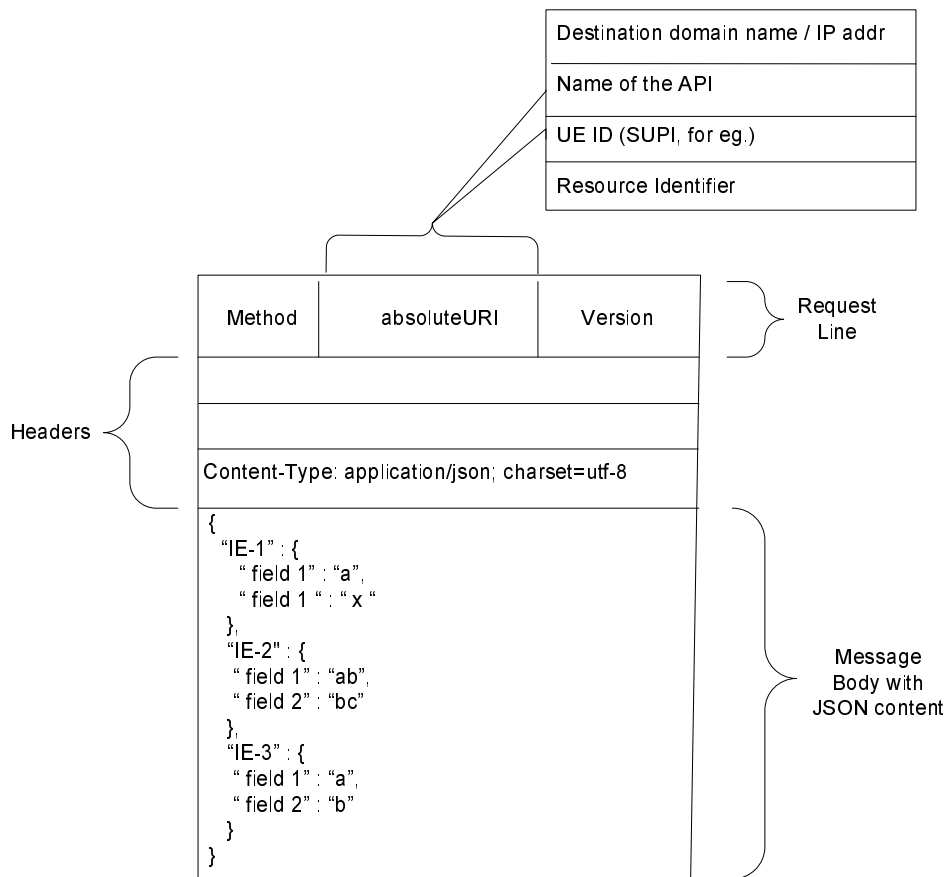 Destination domain name / IP addr
Name of the API
UE ID (SUPI, for eg.)
Resource Identifier
Method
absoluteURI
Version
Request
Line
Headers
Content-Type: application/json; charset=utf-8
{
“IE-1” : {
“ field 1” : “a”,
“ field 1 “ : “ x “
},
“IE-2" : {
“ field 1” : “ab”,
“ field 2” : “bc”
},
“IE-3” : {
“ field 1” : “a”,
“ field 2” : “b”
}
}
Message
Body with
JSON content